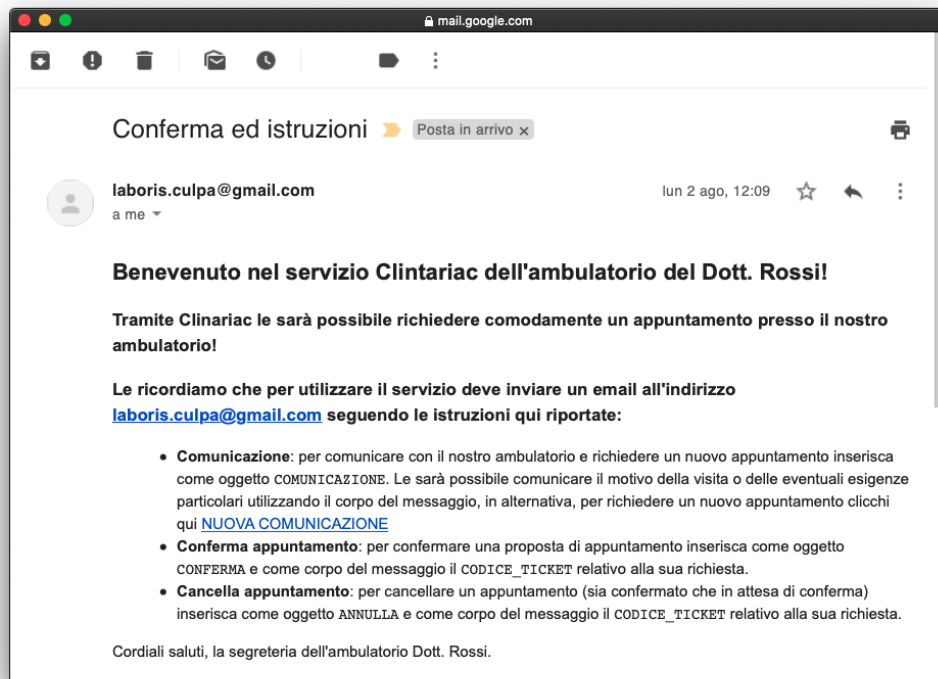 mail.google.com
Conferma ed istruzioni Posta in arrivo x
laboris.culpa@gmail.com lun 2 ago, 12:09
a me
Benevenuto nel servizio Clintariac dell'ambulatorio del Dott. Rossi!
Tramite Clinariac le sarà possibile richiedere comodamente un appuntamento presso il nostro
ambulatorio!
Le ricordiamo che per utilizzare il servizio deve inviare un email all'indirizzo
laboris.culpa@gmail.com seguendo le istruzioni qui riportate:
• Comunicazione: per comunicare con il nostro ambulatorio e richiedere un nuovo appuntamento inserisca
come oggetto COMUNICAZIONE. Le sarà possibile comunicare il motivo della visita o delle eventuali esigenze
particolari utilizzando il corpo del messaggio, in alternativa, per richiedere un nuovo appuntamento clicchi
qui NUOVA COMUNICAZIONE
• Conferma appuntamento: per confermare una proposta di appuntamento inserisca come oggetto
CONFERMA e come corpo del messaggio il CODICE_TICKET relativo alla sua richiesta.
• Cancella appuntamento: per cancellare un appuntamento (sia confermato che in attesa di conferma)
inserisca come oggetto ANNULLA e come corpo del messaggio il CODICE_TICKET relativo alla sua richiesta.
Cordiali saluti, la segreteria dell'ambulatorio Dott. Rossi.